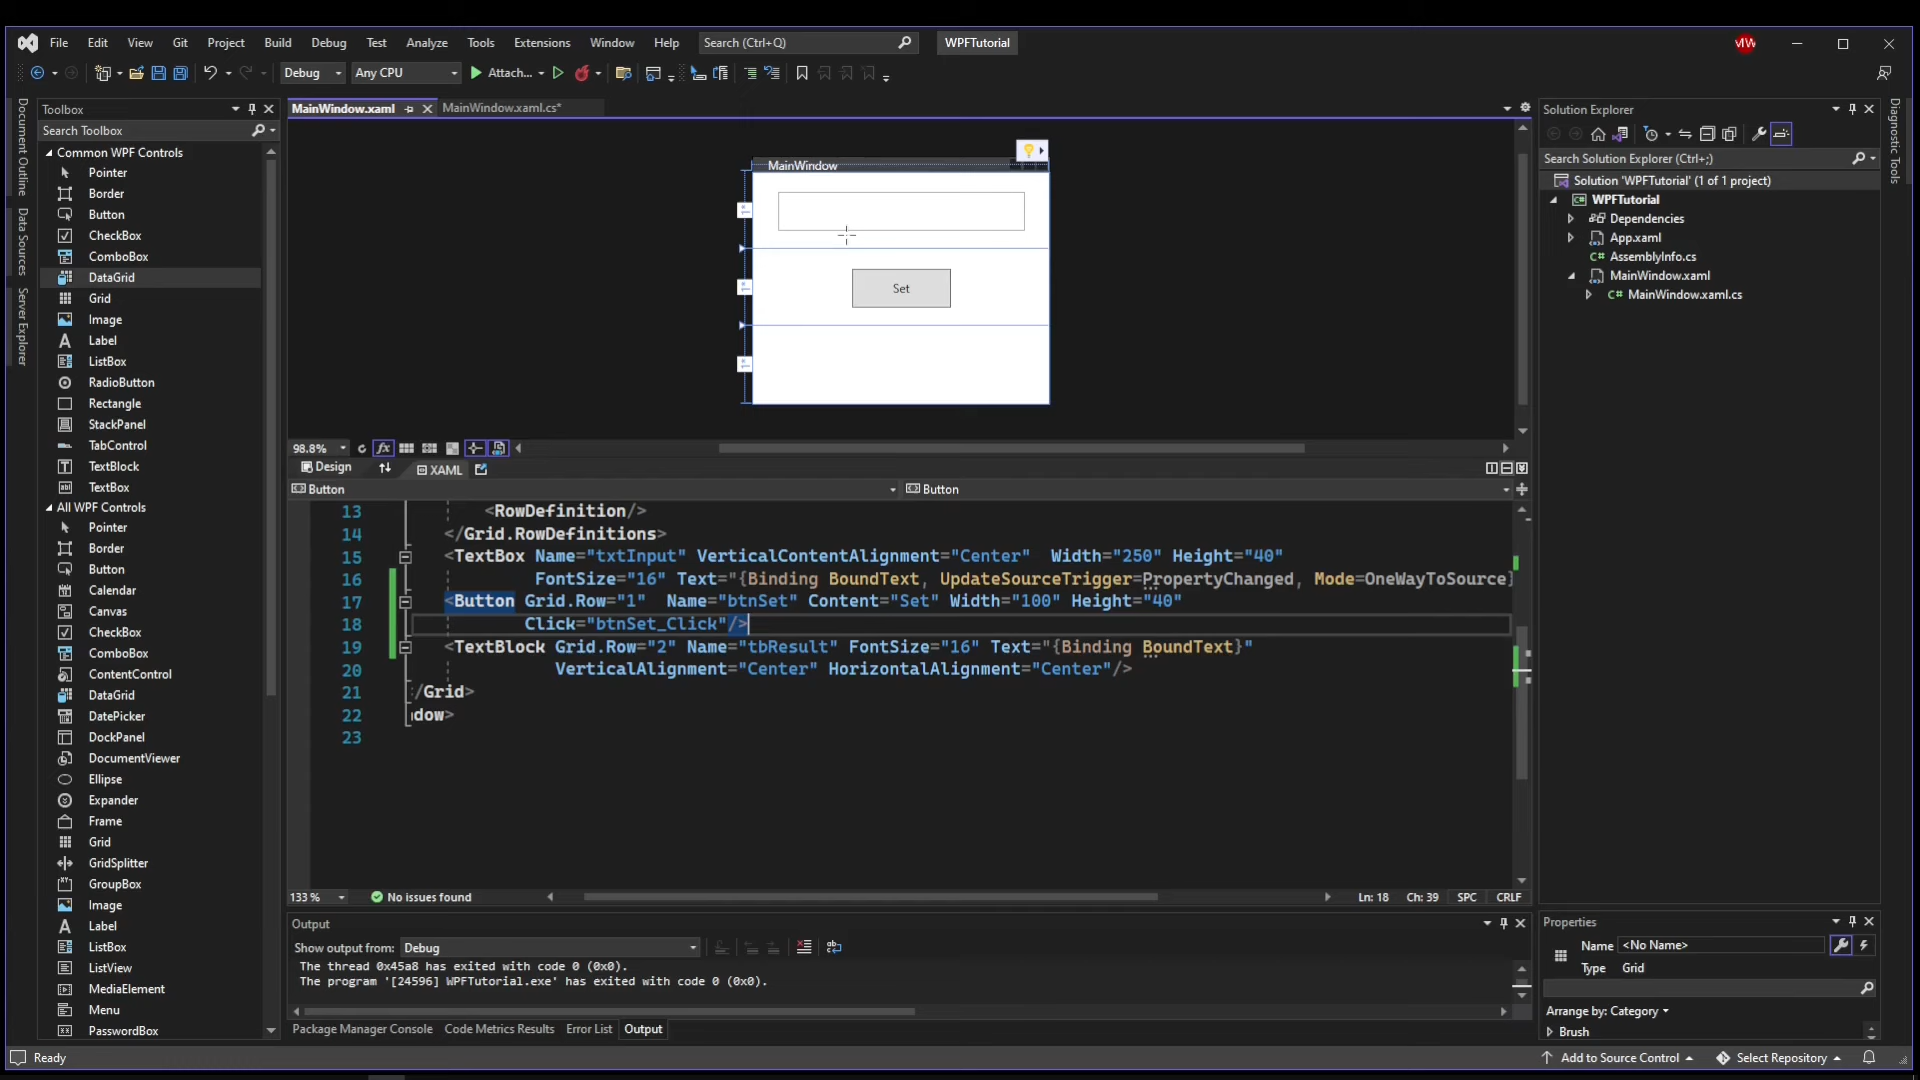 File Edit View Git Project Build Debug Test Analyze Tools Extensions Window Help Search (Ctrl+Q) WPFTutorial
Debug Any CPU Attach...
Document Outline
Data Sources
Server Explorer
Toolbox
Search Toolbox
Common WPF Controls
Pointer
Border
Button
CheckBox
ComboBox
DataGrid
Grid
Image
Label
ListBox
RadioButton
Rectangle
StackPanel
TabControl
TextBlock
TextBox
All WPF Controls
Pointer
Border
Button
Calendar
Canvas
CheckBox
ComboBox
ContentControl
DataGrid
DatePicker
DockPanel
DocumentViewer
Ellipse
Expander
Frame
Grid
GridSplitter
GroupBox
Image
Label
ListBox
ListView
MediaElement
Menu
PasswordBox
MainWindow.xaml MainWindow.xaml.cs*
MainWindow
Set
98.8%
Design XAML
Button Button
13 <RowDefinition/>
14 </Grid.RowDefinitions>
15 <TextBox Name="txtInput" VerticalContentAlignment="Center" Width="250" Height="40"
16 FontSize="16" Text="{Binding BoundText, UpdateSourceTrigger=PropertyChanged, Mode=OneWayToSource}
17 <Button Grid.Row="1" Name="btnSet" Content="Set" Width="100" Height="40"
18 Click="btnSet_Click"/>
19 <TextBlock Grid.Row="2" Name="tbResult" FontSize="16" Text="{Binding BoundText}"
20 VerticalAlignment="Center" HorizontalAlignment="Center"/>
21 /Grid>
22 dow>
23
133 % No issues found Ln: 18 Ch: 39 SPC CRLF
Output
Show output from: Debug
The thread 0x45a8 has exited with code 0 (0x0).
The program '[24596] WPFTutorial.exe' has exited with code 0 (0x0).
Package Manager Console Code Metrics Results Error List Output
Solution Explorer
Search Solution Explorer (Ctrl+;)
Solution 'WPFTutorial' (1 of 1 project)
WPFTutorial
Dependencies
App.xaml
AssemblyInfo.cs
MainWindow.xaml
MainWindow.xaml.cs
Diagnostic Tools
Properties
Name <No Name>
Type Grid
Arrange by: Category
Brush
Ready Add to Source Control Select Repository